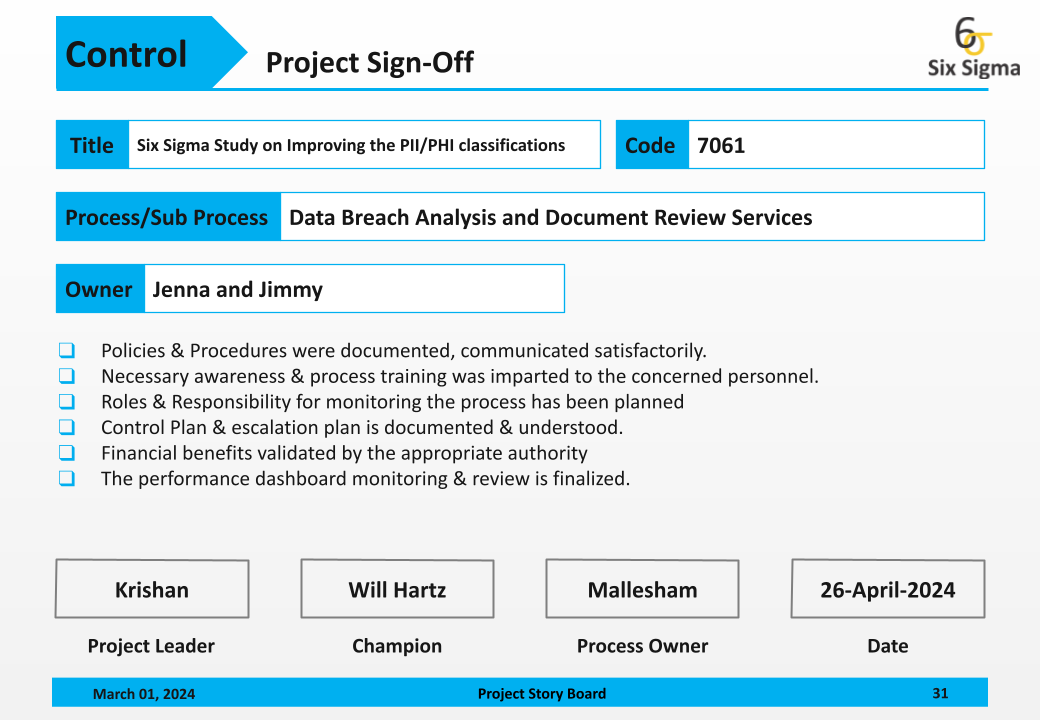 Control
Project Sign-Off
6σ
Six Sigma
Title
Six Sigma Study on Improving the PII/PHI classifications
Code
7061
Process/Sub Process
Data Breach Analysis and Document Review Services
Owner
Jenna and Jimmy
❑ Policies & Procedures were documented, communicated satisfactorily.
❑ Necessary awareness & process training was imparted to the concerned personnel.
❑ Roles & Responsibility for monitoring the process has been planned
❑ Control Plan & escalation plan is documented & understood.
❑ Financial benefits validated by the appropriate authority
❑ The performance dashboard monitoring & review is finalized.
Krishan
Will Hartz
Mallesham
26-April-2024
Project Leader
Champion
Process Owner
Date
March 01, 2024
Project Story Board
31